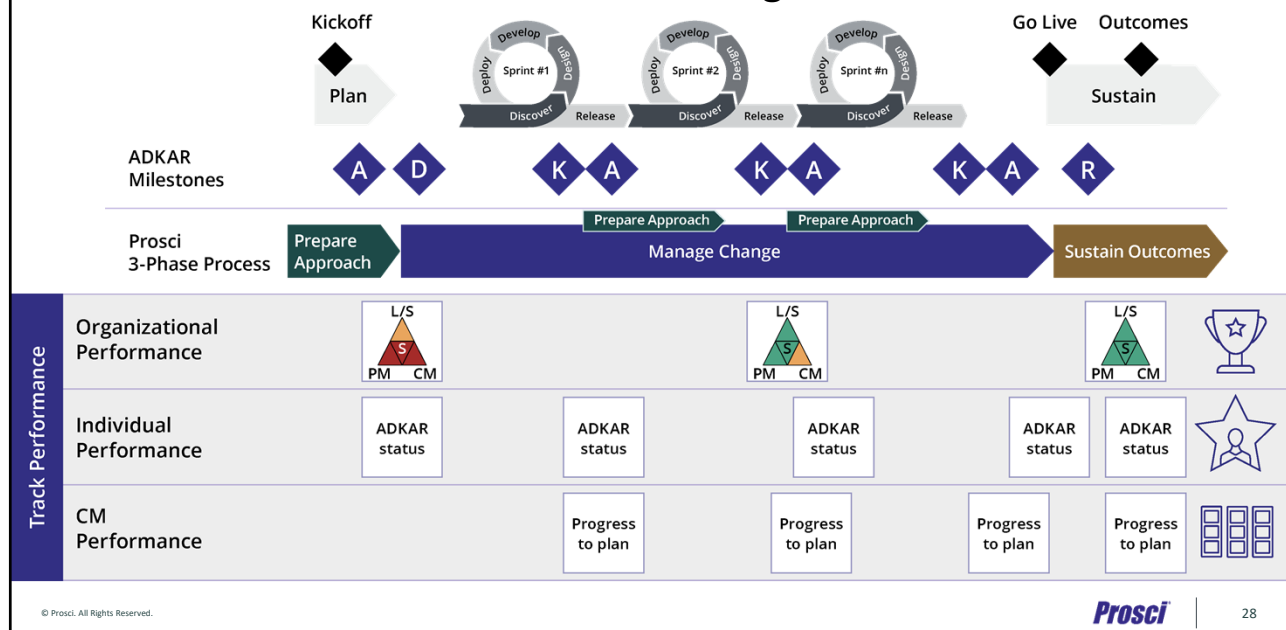 Kickoff
Go Live
Outcomes
Plan
Develop
Design
Deploy
Sprint #1
Discover
Release
Develop
Design
Deploy
Sprint #2
Discover
Release
Develop
Design
Deploy
Sprint #n
Discover
Release
Sustain
ADKAR
Milestones
A
D
K
A
K
A
K
A
R
Prosci
3-Phase Process
Prepare
Approach
Prepare Approach
Prepare Approach
Manage Change
Sustain Outcomes
Track Performance
Organizational
Performance
L/S
S
PM CM
L/S
S
PM CM
L/S
S
PM CM
Individual
Performance
ADKAR
status
ADKAR
status
ADKAR
status
ADKAR
status
ADKAR
status
CM
Performance
Progress
to plan
Progress
to plan
Progress
to plan
Progress
to plan
© Prosci. All Rights Reserved.
Prosci
28